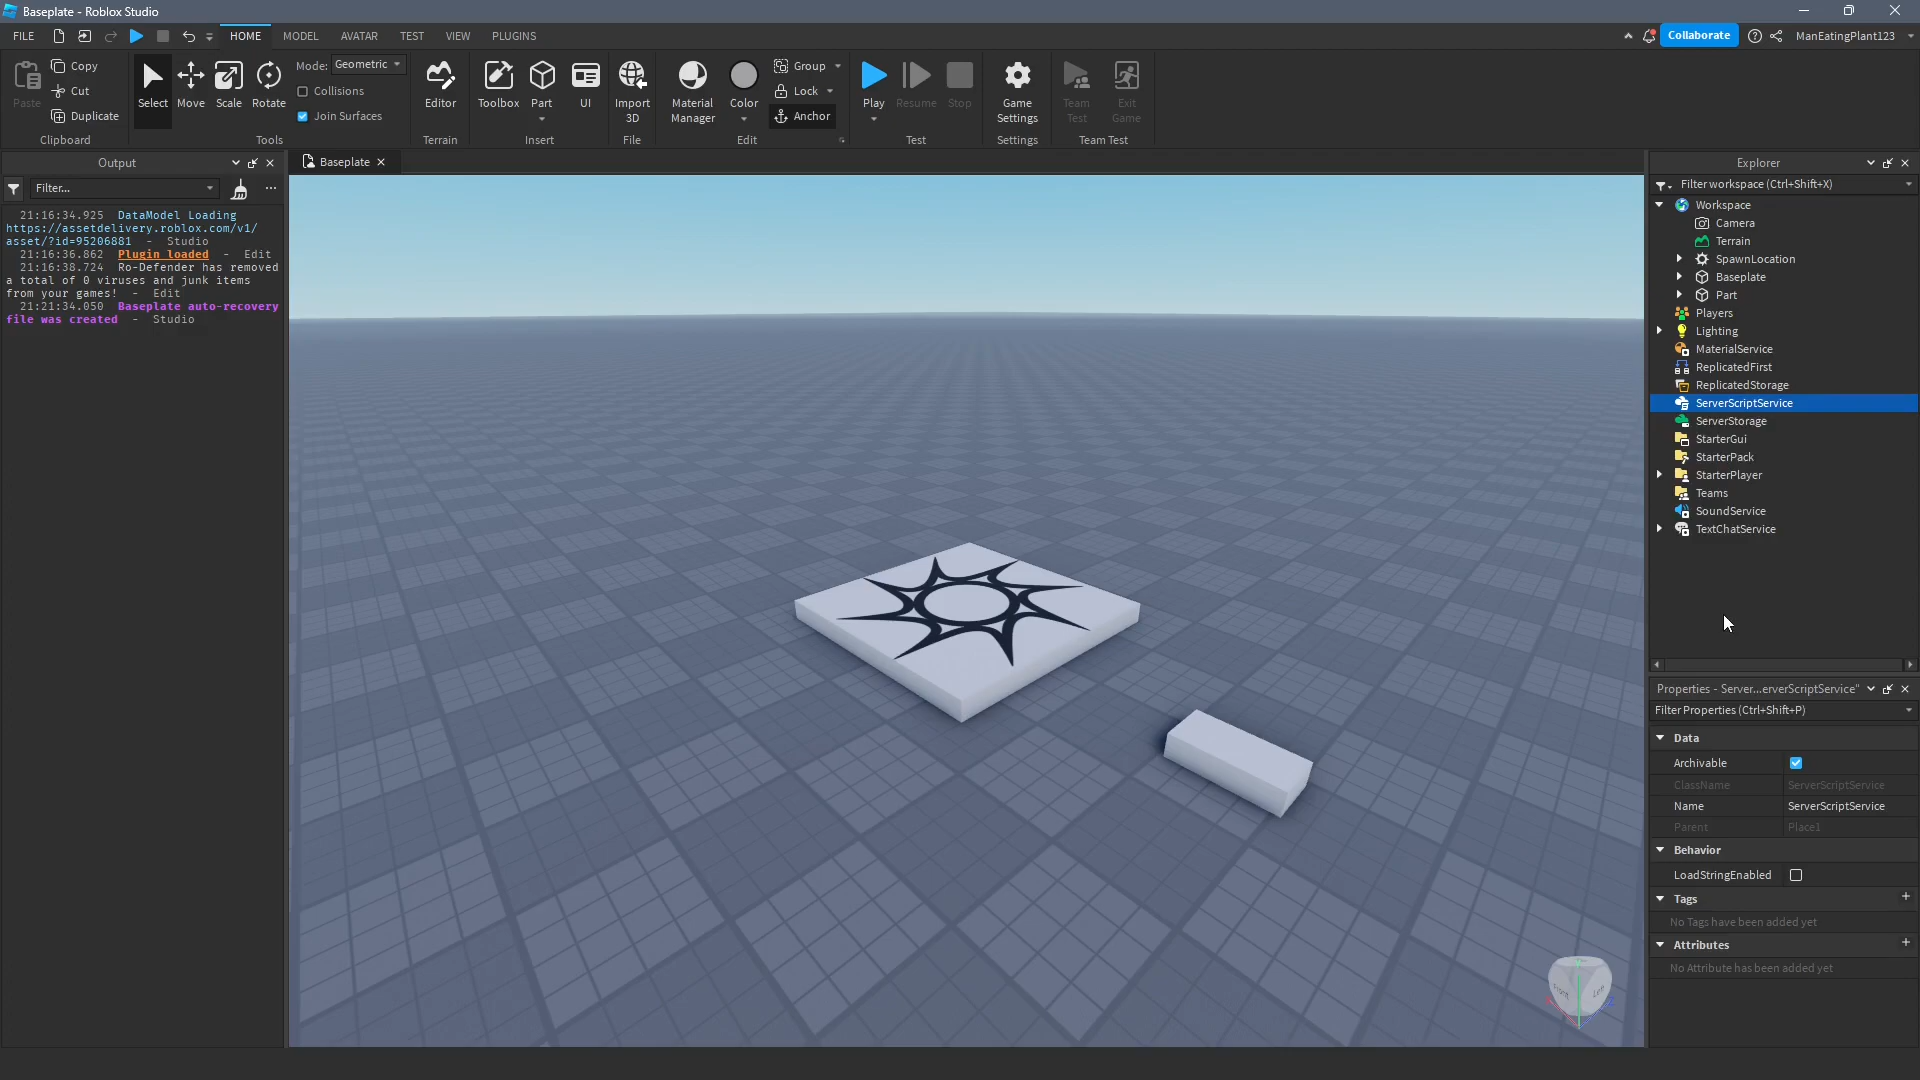 Baseplate - Roblox Studio
FILE
HOME
MODEL
AVATAR
TEST
VIEW
PLUGINS
Collaborate
ManEatingPlant123
Paste
Copy
Cut
Duplicate
Clipboard
Select
Move
Scale
Rotate
Mode: Geometric
Collisions
Join Surfaces
Tools
Editor
Terrain
Toolbox
Part
UI
Insert
Import
3D
File
Material
Manager
Color
Group
Lock
Anchor
Edit
Play
Resume
Stop
Test
Game
Settings
Settings
Team
Test
Exit
Game
Team Test
Output
Filter...
21:16:34.925 DataModel Loading
https://assetdelivery.roblox.com/v1/
asset/?id=95206881 - Studio
21:16:36.862 Plugin loaded - Edit
21:16:38.724 Ro-Defender has removed
a total of 0 viruses and junk items
from your games! - Edit
21:21:34.050 Baseplate auto-recovery
file was created - Studio
Baseplate
Explorer
Filter workspace (Ctrl+Shift+X)
Workspace
Camera
Terrain
SpawnLocation
Baseplate
Part
Players
Lighting
MaterialService
ReplicatedFirst
ReplicatedStorage
ServerScriptService
ServerStorage
StarterGui
StarterPack
StarterPlayer
Teams
SoundService
TextChatService
Properties - Server...erverScriptService"
Filter Properties (Ctrl+Shift+P)
Data
Archivable
ClassName ServerScriptService
Name ServerScriptService
Parent Place1
Behavior
LoadStringEnabled
Tags
No Tags have been added yet
Attributes
No Attribute has been added yet
Front
Left